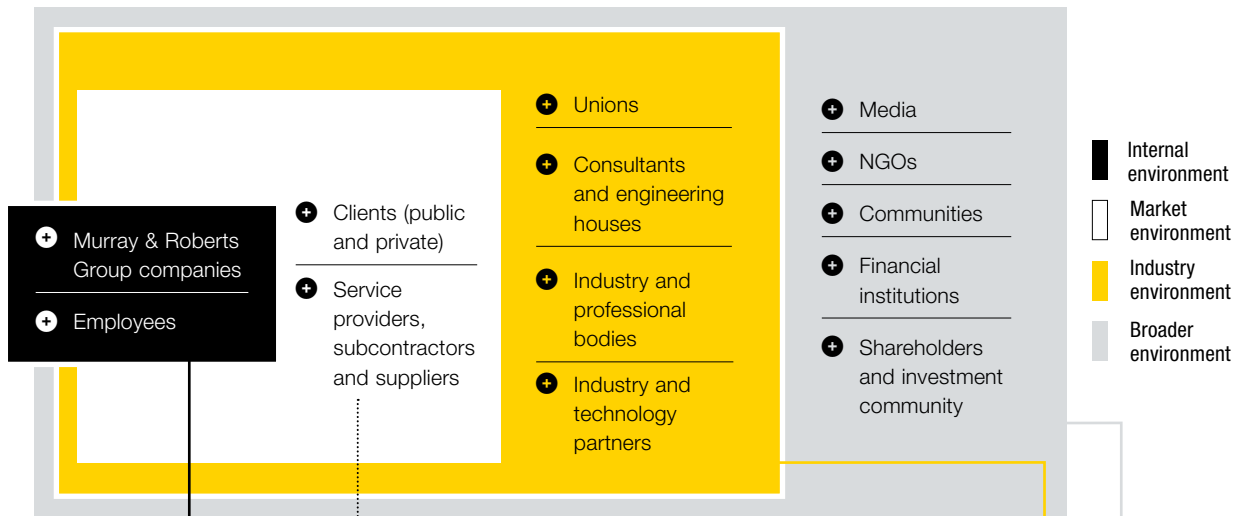 Murray & Roberts
Group companies
Employees
Clients (public
and private)
Service
providers,
subcontractors
and suppliers
Unions
Consultants
and engineering
houses
Industry and
professional
bodies
Industry and
technology
partners
Media
NGOs
Communities
Financial
institutions
Shareholders
and investment
community
Internal
environment
Market
environment
Industry
environment
Broader
environment